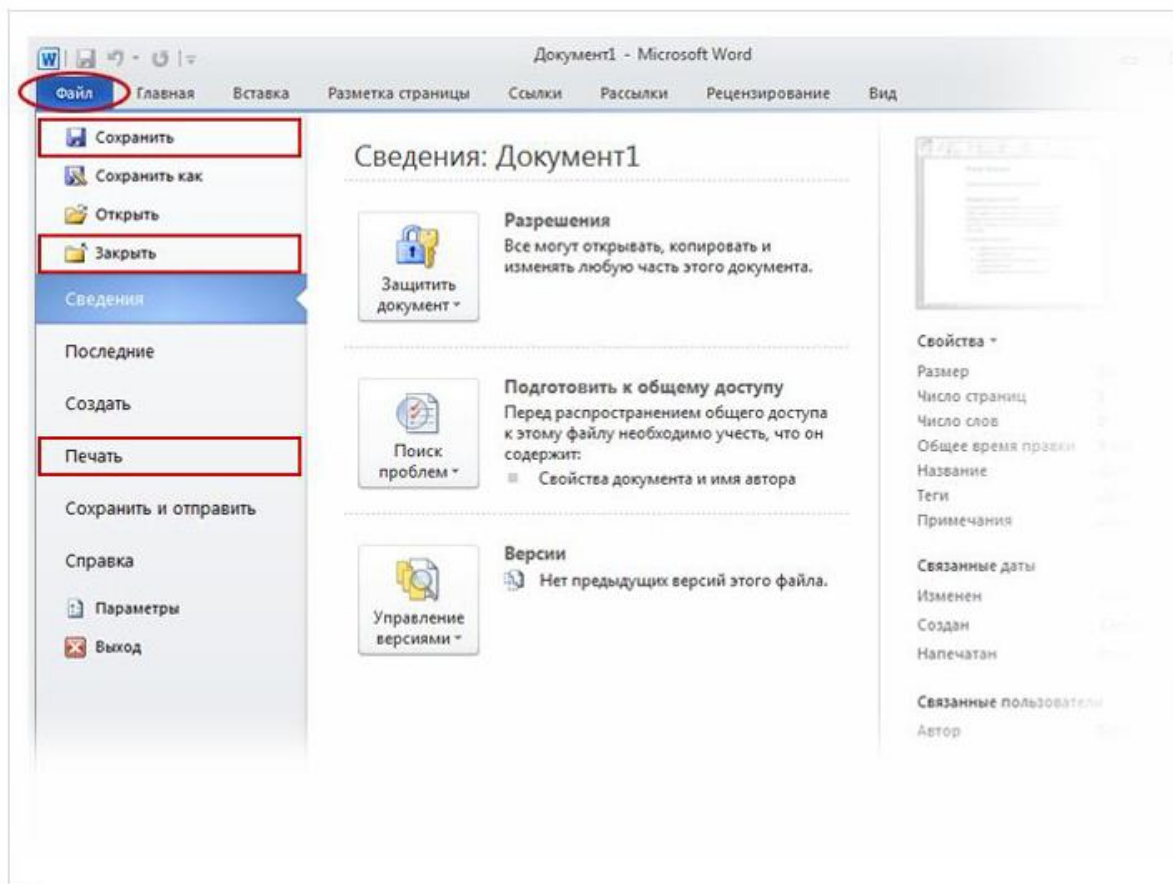 Документ1 - Microsoft Word
Файл Главная Вставка Разметка страницы Ссылки Рассылки Рецензирование Вид
Сохранить
Сохранить как
Открыть
Закрыть
Сведения
Последние
Создать
Печать
Сохранить и отправить
Справка
Параметры
Выход
Сведения: Документ1
Защитить
документ
Разрешения
Все могут открывать, копировать и
изменять любую часть этого документа.
Поиск
проблем
Подготовить к общему доступу
Перед распространением общего доступа
к этому файлу необходимо учесть, что он
содержит:
Свойства документа и имя автора
Управление
версиями
Версии
Нет предыдущих версий этого файла.
Свойства
Размер
Число страниц
Число слов
Общее время правки
Название
Теги
Примечания
Связанные даты
Изменен
Создан
Напечатан
Связанные пользователи
Автор